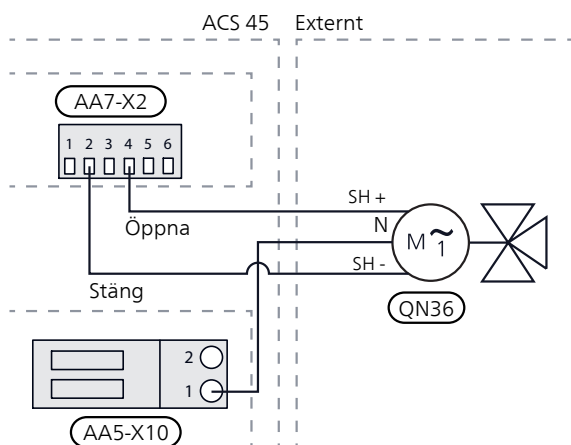 ACS 45 Externt
AA7-X2
1 2 3 4 5 6
SH +
Öppna
N
M ~ 1
SH -
Stäng
QN36
2
1
AA5-X10